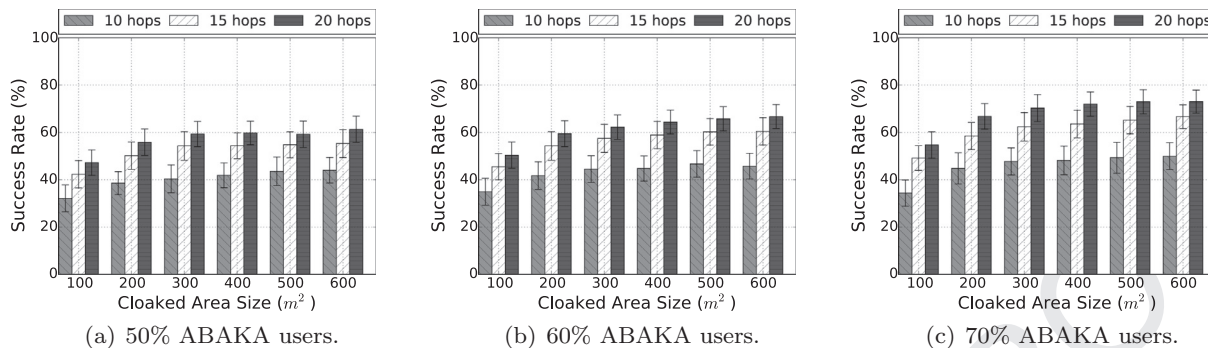 10 hops 15 hops 20 hops
100
80
60
40
20
0
Success Rate (%)
100 200 300 400 500 600
Cloaked Area Size (m²)
(a) 50% ABAKA users.
10 hops 15 hops 20 hops
100
80
60
40
20
0
Success Rate (%)
100 200 300 400 500 600
Cloaked Area Size (m²)
(b) 60% ABAKA users.
10 hops 15 hops 20 hops
100
80
60
40
20
0
Success Rate (%)
100 200 300 400 500 600
Cloaked Area Size (m²)
(c) 70% ABAKA users.